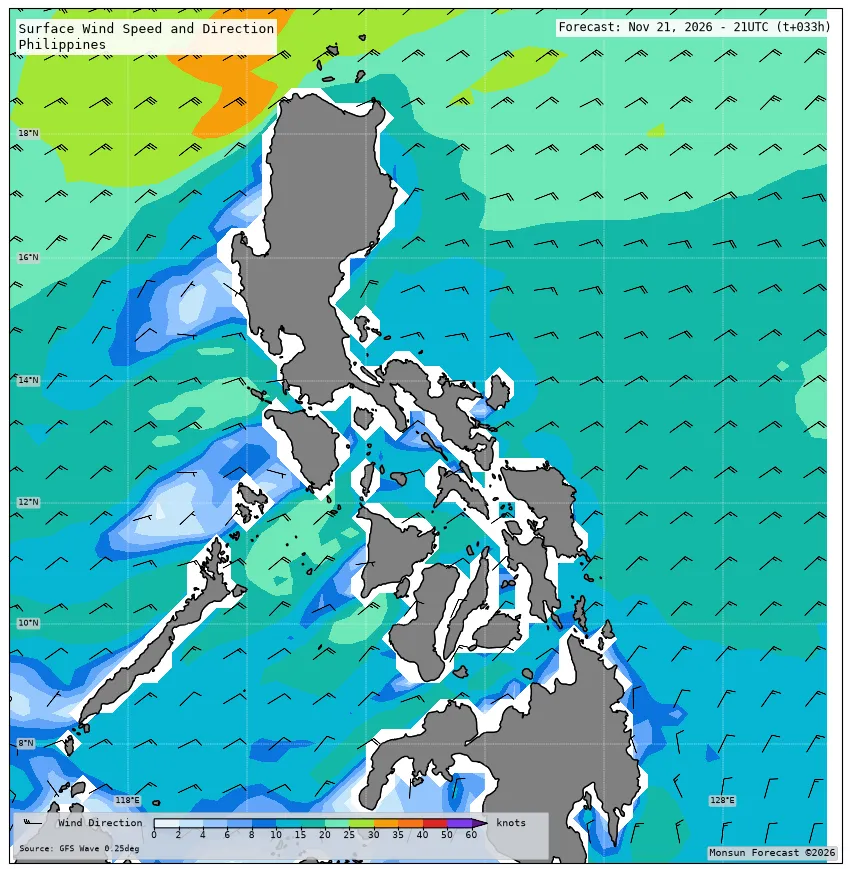 Surface Wind Speed and Direction
Philippines
Forecast: Nov 21, 2026 - 21UTC (t+033h)
18°N
16°N
14°N
12°N
10°N
8°N
118°E
128°E
Wind Direction
0 2 4 6 8 10 15 20 25 30 35 40 50 60
knots
Source: GFS Wave 0.25deg
Monsun Forecast ©2026